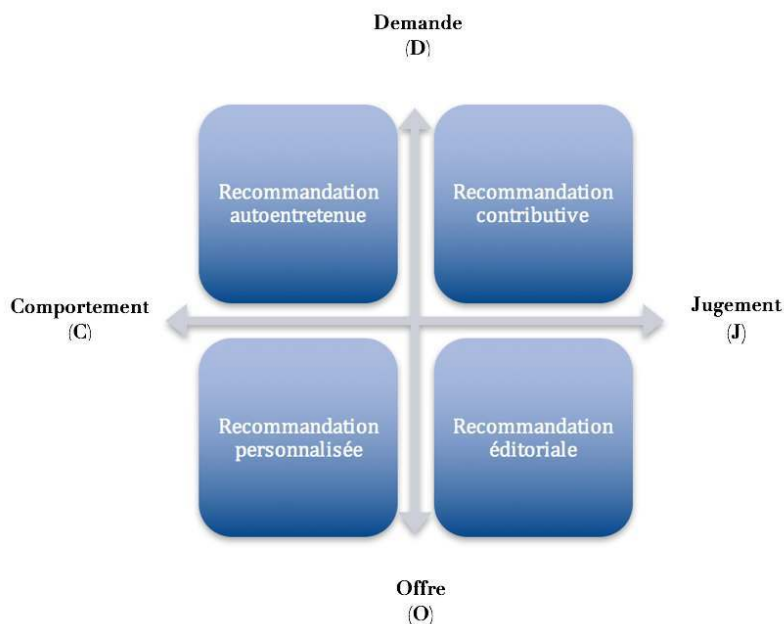 Demande
(D)
Recommandation
autoentretenue
Recommandation
contributive
Comportement
(C)
Jugement
(J)
Recommandation
personnalisée
Recommandation
éditoriale
Offre
(O)